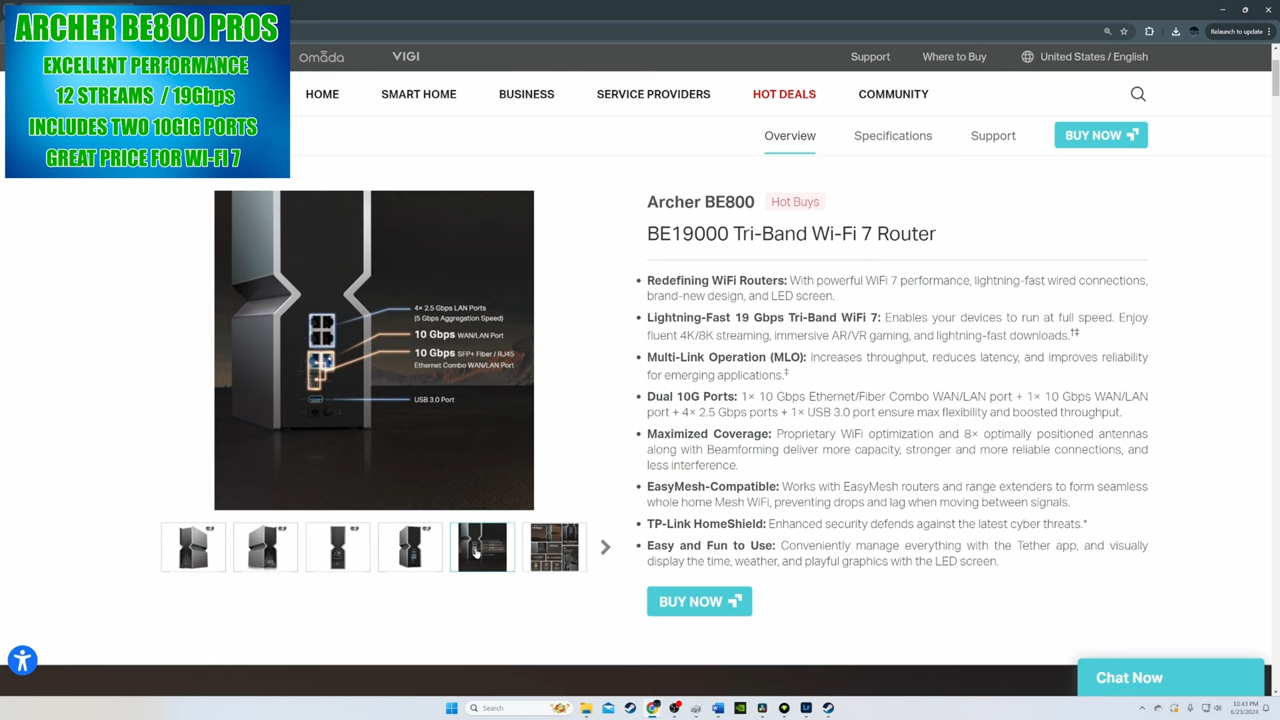 ARCHER BE800 PROS
EXCELLENT PERFORMANCE
12 STREAMS / 19Gbps
INCLUDES TWO 10GIG PORTS
GREAT PRICE FOR WI-FI 7
Relaunch to update
omada
VIGI
Support
Where to Buy
United States / English
HOME
SMART HOME
BUSINESS
SERVICE PROVIDERS
HOT DEALS
COMMUNITY
Overview
Specifications
Support
BUY NOW
4× 2.5 Gbps LAN Ports
(5 Gbps Aggregation Speed)
10 Gbps WAN/LAN Port
10 Gbps SFP+ Fiber / RJ45
Ethernet Combo WAN/LAN Port
USB 3.0 Port
Archer BE800 Hot Buys
BE19000 Tri-Band Wi-Fi 7 Router
• Redefining WiFi Routers: With powerful WiFi 7 performance, lightning-fast wired connections,
brand-new design, and LED screen.
• Lightning-Fast 19 Gbps Tri-Band WiFi 7: Enables your devices to run at full speed. Enjoy
fluent 4K/8K streaming, immersive AR/VR gaming, and lightning-fast downloads.†‡
• Multi-Link Operation (MLO): Increases throughput, reduces latency, and improves reliability
for emerging applications.‡
• Dual 10G Ports: 1× 10 Gbps Ethernet/Fiber Combo WAN/LAN port + 1× 10 Gbps WAN/LAN
port + 4× 2.5 Gbps ports + 1× USB 3.0 port ensure max flexibility and boosted throughput.
• Maximized Coverage: Proprietary WiFi optimization and 8× optimally positioned antennas
along with Beamforming deliver more capacity, stronger and more reliable connections, and
less interference.
• EasyMesh-Compatible: Works with EasyMesh routers and range extenders to form seamless
whole home Mesh WiFi, preventing drops and lag when moving between signals.
• TP-Link HomeShield: Enhanced security defends against the latest cyber threats.*
• Easy and Fun to Use: Conveniently manage everything with the Tether app, and visually
display the time, weather, and playful graphics with the LED screen.
BUY NOW
Chat Now
Search
10:43 PM
6/23/2024